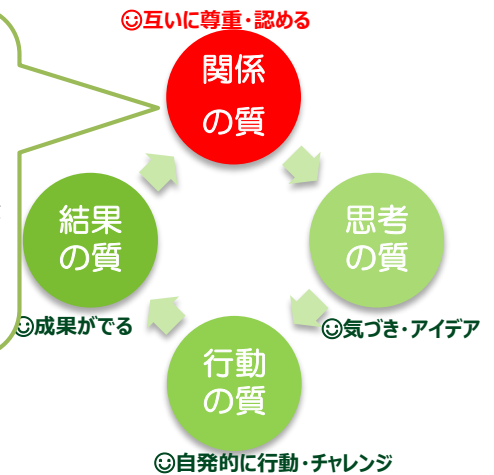 ☺互いに尊重・認める
関係
の質
思考
の質
☺気づき・アイデア
行動
の質
☺自発的に行動・チャレンジ
結果
の質
☺成果がでる